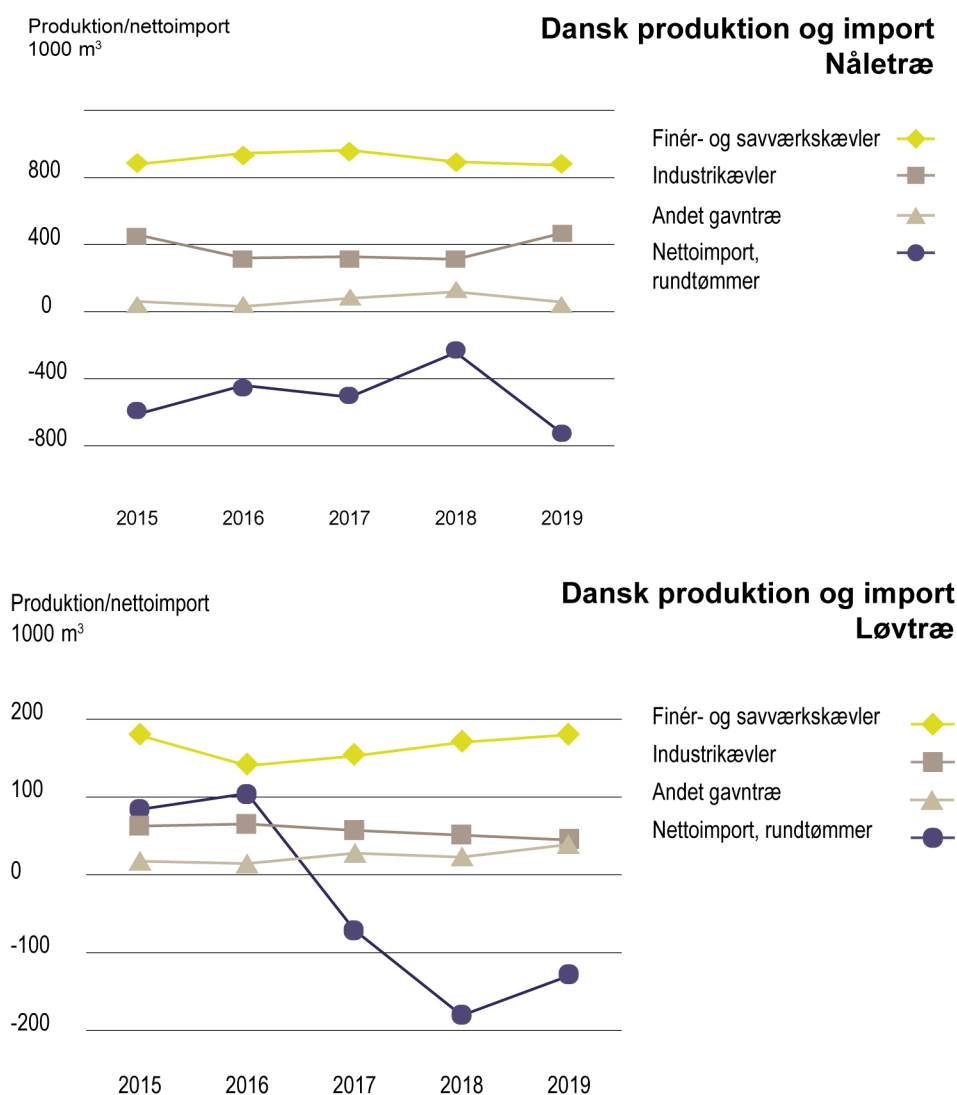 Produktion/nettoimport
1000 m³
Dansk produktion og import
Nåletræ
Finér- og savværkskævler
Industrikævler
Andet gavntræ
Nettoimport,
rundtømmer
800
400
0
-400
-800
2015 2016 2017 2018 2019
Produktion/nettoimport
1000 m³
Dansk produktion og import
Løvtræ
Finér- og savværkskævler
Industrikævler
Andet gavntræ
Nettoimport, rundtømmer
200
100
0
-100
-200
2015 2016 2017 2018 2019